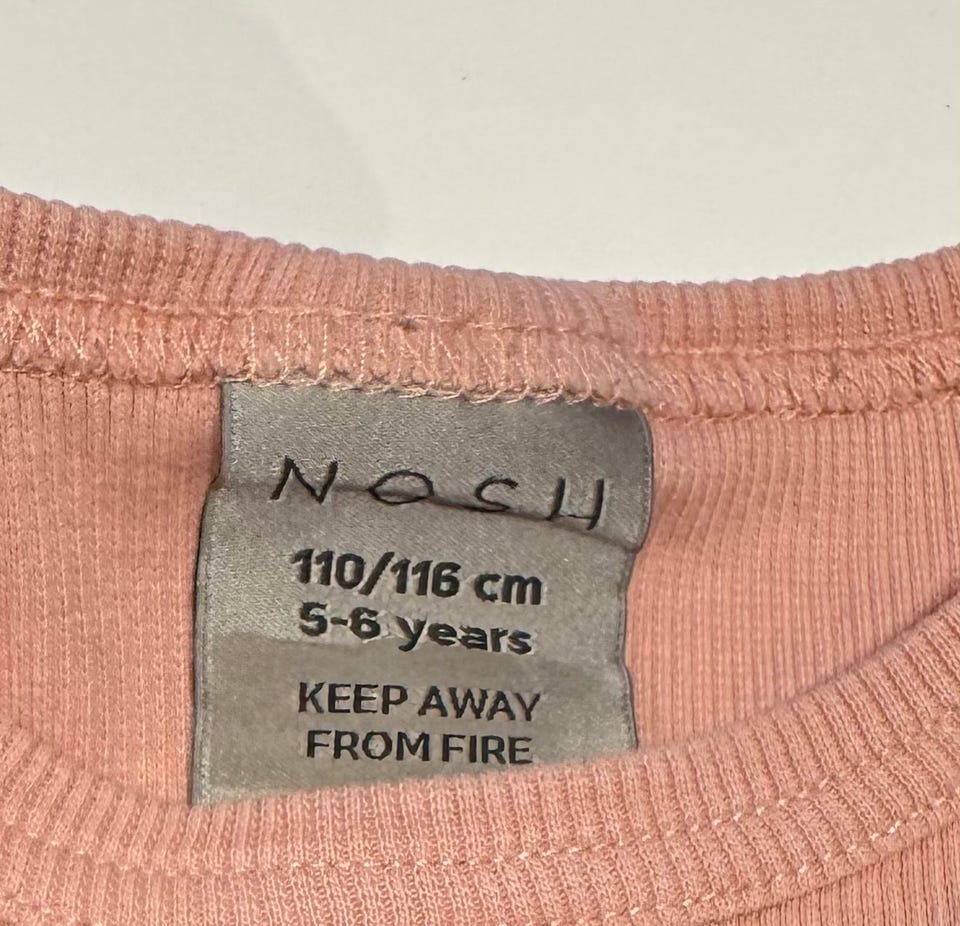 NOSH
110/116 cm
5-6 years
KEEP AWAY
FROM FIRE